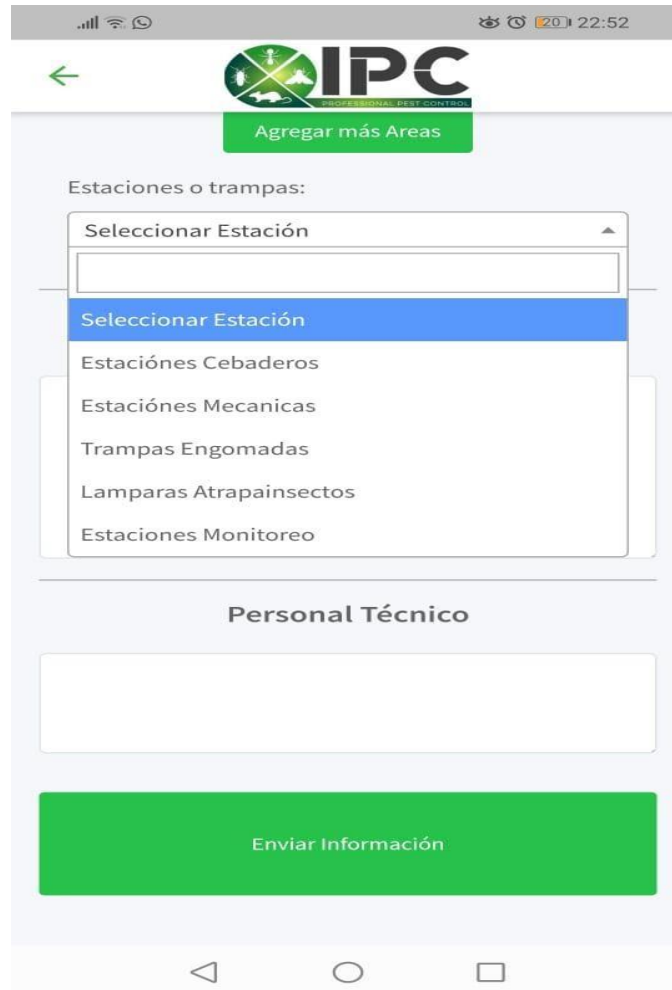 20 22:52
IPC
PROFESSIONAL PEST CONTROL
Agregar más Areas
Estaciones o trampas:
Seleccionar Estación
Seleccionar Estación
Estaciónes Cebaderos
Estaciónes Mecanicas
Trampas Engomadas
Lamparas Atrapainsectos
Estaciones Monitoreo
Personal Técnico
Enviar Información